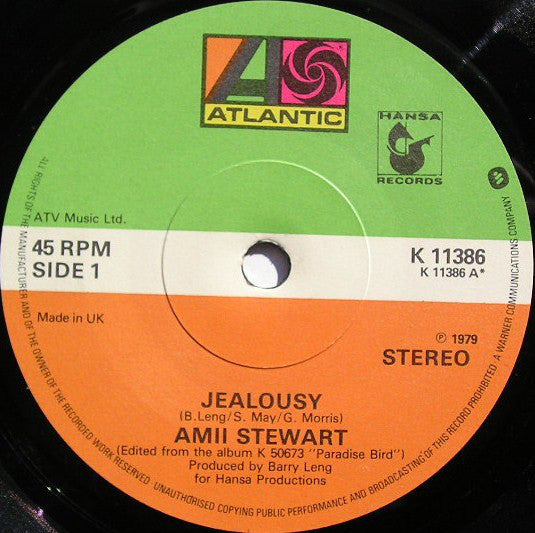 ATLANTIC
HANSA
RECORDS
ATV Music Ltd.
45 RPM
SIDE 1
K 11386
K 11386 A*
Made in UK
℗ 1979
STEREO
JEALOUSY
(B.Leng/S. May/G. Morris)
AMII STEWART
(Edited from the album K 50673 "Paradise Bird")
Produced by Barry Leng
for Hansa Productions
ALL RIGHTS OF THE MANUFACTURER AND OF THE OWNER OF THE RECORDED WORK RESERVED. UNAUTHORISED COPYING PUBLIC PERFORMANCE AND BROADCASTING OF THIS RECORD PROHIBITED. A WARNER COMMUNICATIONS COMPANY